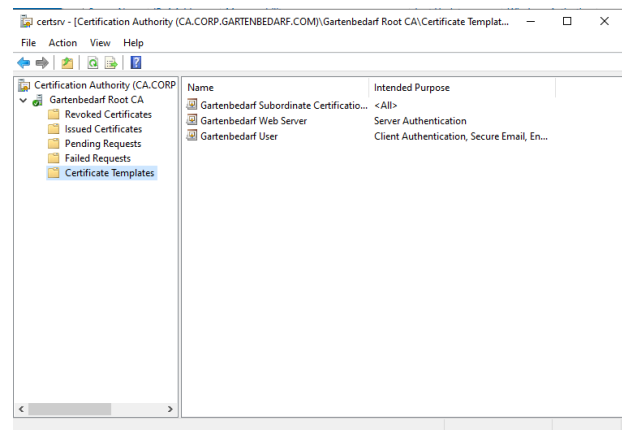 certsrv - [Certification Authority (CA.CORP.GARTENBEDARF.COM)\Gartenbedarf Root CA\Certificate Templat...
File Action View Help
Certification Authority (CA.CORP
Gartenbedarf Root CA
Revoked Certificates
Issued Certificates
Pending Requests
Failed Requests
Certificate Templates
Name Intended Purpose
Gartenbedarf Subordinate Certificatio... <All>
Gartenbedarf Web Server Server Authentication
Gartenbedarf User Client Authentication, Secure Email, En...